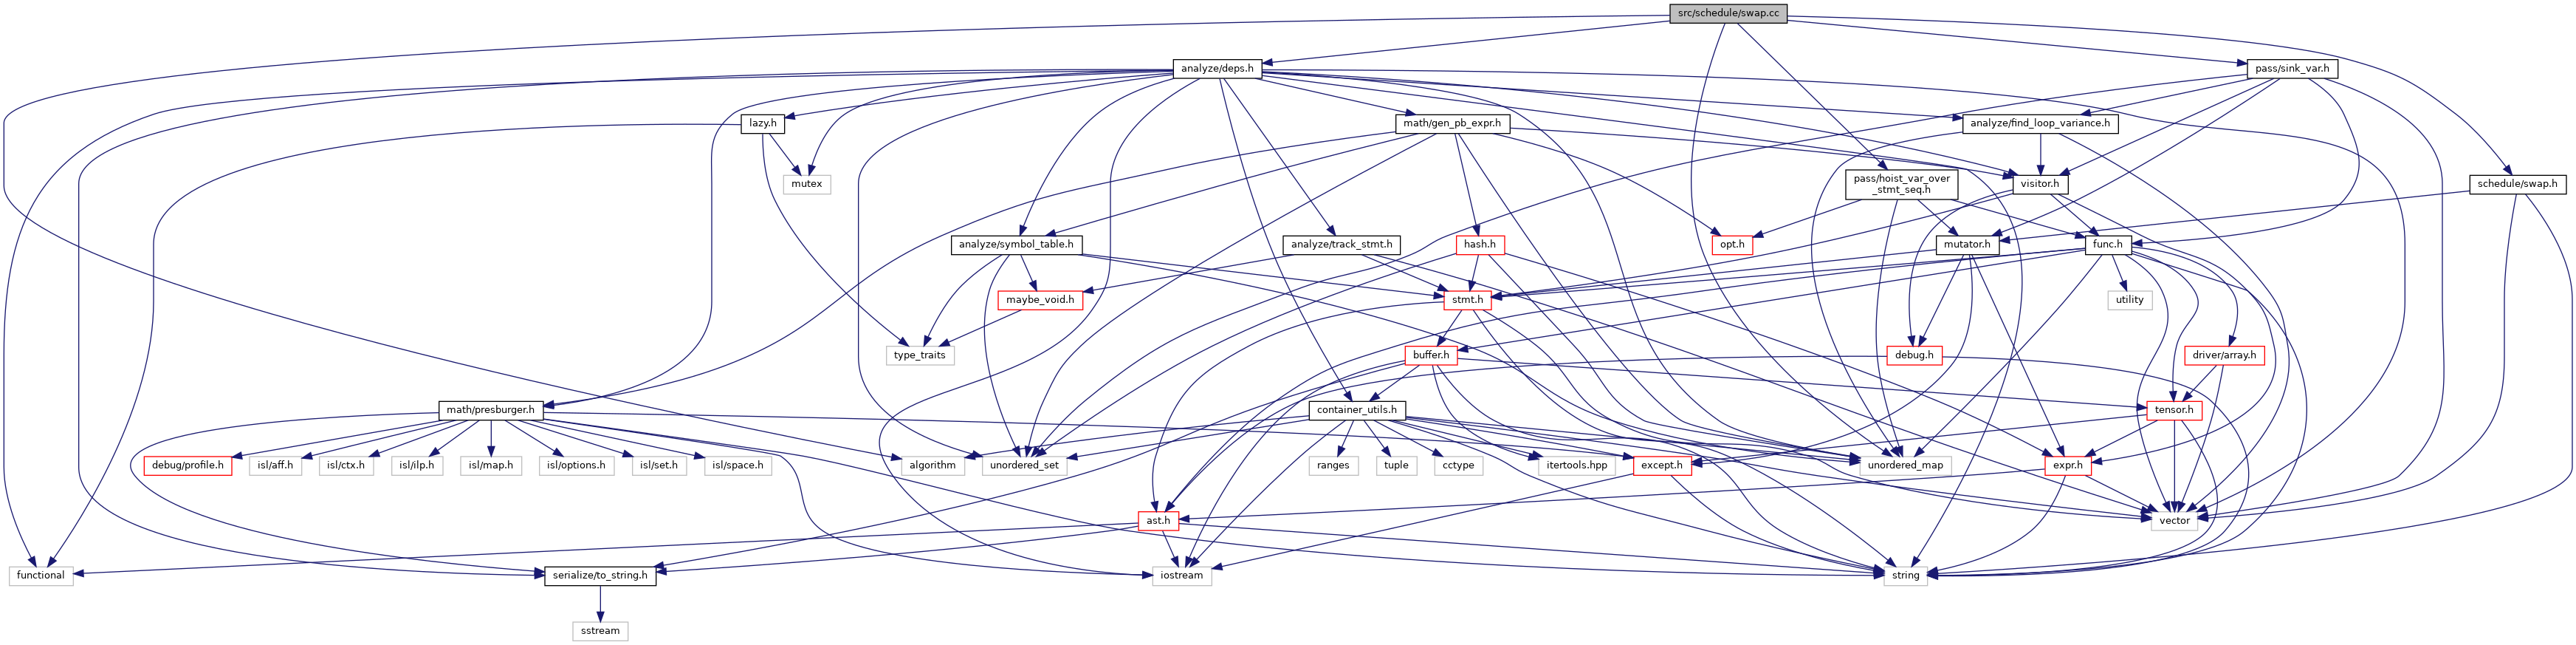 src/schedule/swap.cc
analyze/deps.h
pass/sink_var.h
lazy.h
math/gen_pb_expr.h
analyze/find_loop_variance.h
mutex
pass/hoist_var_over
_stmt_seq.h
visitor.h
schedule/swap.h
analyze/symbol_table.h
analyze/track_stmt.h
hash.h
opt.h
mutator.h
func.h
maybe_void.h
stmt.h
utility
type_traits
buffer.h
debug.h
driver/array.h
math/presburger.h
container_utils.h
tensor.h
debug/profile.h
isl/aff.h
isl/ctx.h
isl/ilp.h
isl/map.h
isl/options.h
isl/set.h
isl/space.h
algorithm
unordered_set
ranges
tuple
cctype
itertools.hpp
except.h
unordered_map
expr.h
ast.h
vector
functional
serialize/to_string.h
iostream
string
sstream